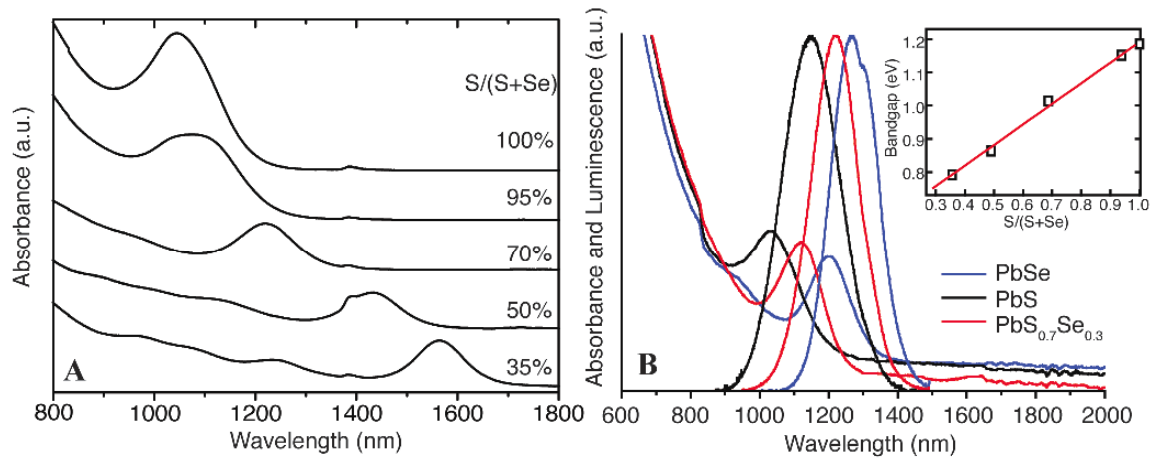 Absorbance (a.u.)
S/(S+Se)
100%
95%
70%
50%
35%
A
800 1000 1200 1400 1600 1800
Wavelength (nm)
Absorbance and Luminescence (a.u.)
Bandgap (eV)
1.2
1.1
1.0
0.9
0.8
0.3 0.4 0.5 0.6 0.7 0.8 0.9 1.0
S/(S+Se)
PbSe
PbS
PbS0.7Se0.3
B
600 800 1000 1200 1400 1600 1800 2000
Wavelength (nm)